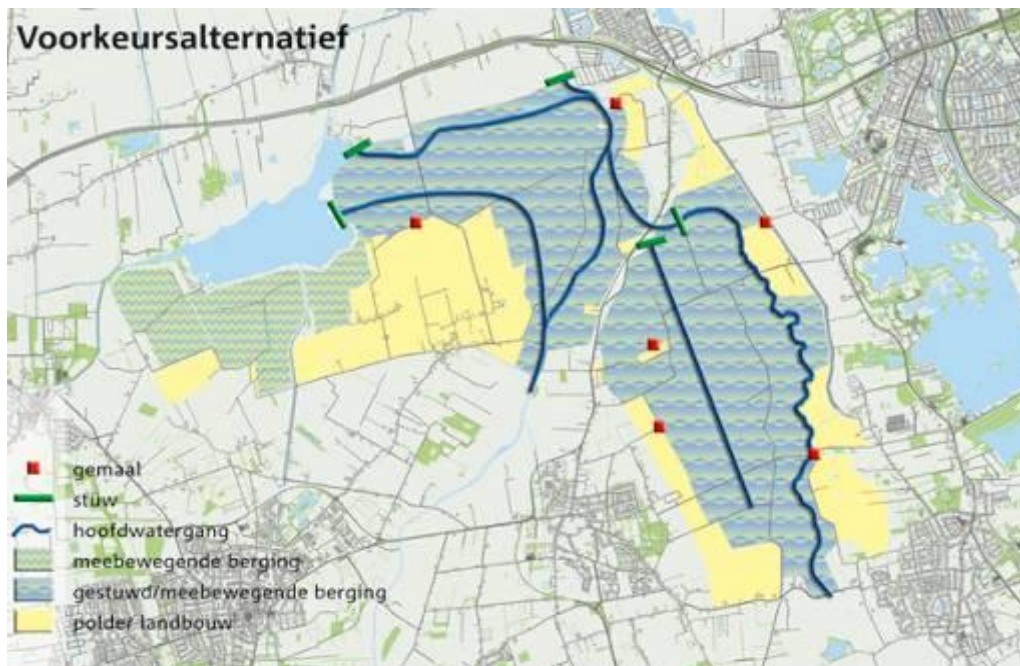 Voorkeursalternatief
gemaal
stuw
hoofdwatergang
meebewegende berging
gestuwd/meebewegende berging
polder landbouw